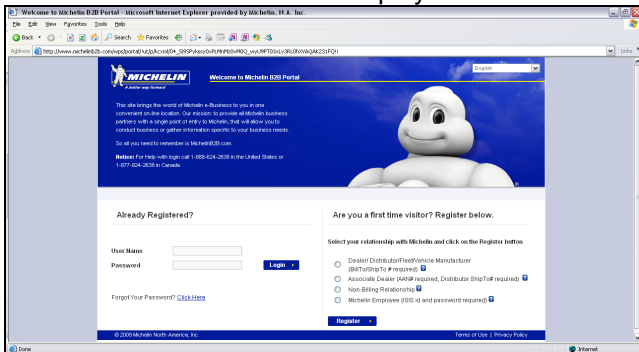 Welcome to Michelin B2B Portal - Microsoft Internet Explorer provided by Michelin, N.A. Inc.
File Edit View Favorites Tools Help
Back Search Favorites
Address Links
MICHELIN
A better way forward
Welcome to Michelin B2B Portal
English
This site brings the world of Michelin e-Business to you in one
convenient on-line location. Our mission: to provide all Michelin business
partners with a single point of entry to Michelin, that will allow you to
conduct business or gather information specific to your business needs.
So all you need to remember is MichelinB2B.com.
Notice: For Help with login call 1-866-624-2638 in the United States or
1-877-924-2638 in Canada.
Already Registered?
User Name
Password
Login
Forgot Your Password? Click Here
Are you a first time visitor? Register below.
Select your relationship with Michelin and click on the Register button
Dealer/ Distributor/Fleet/Vehicle Manufacturer
(BillTo/ShipTo # required) ?
Associate Dealer (AAN# required, Distributor ShipTo# required) ?
Non-Billing Relationship ?
Michelin Employee (ISIS id and password required) ?
Register
© 2009 Michelin North America, Inc.
Terms of Use | Privacy Policy
Done
Internet